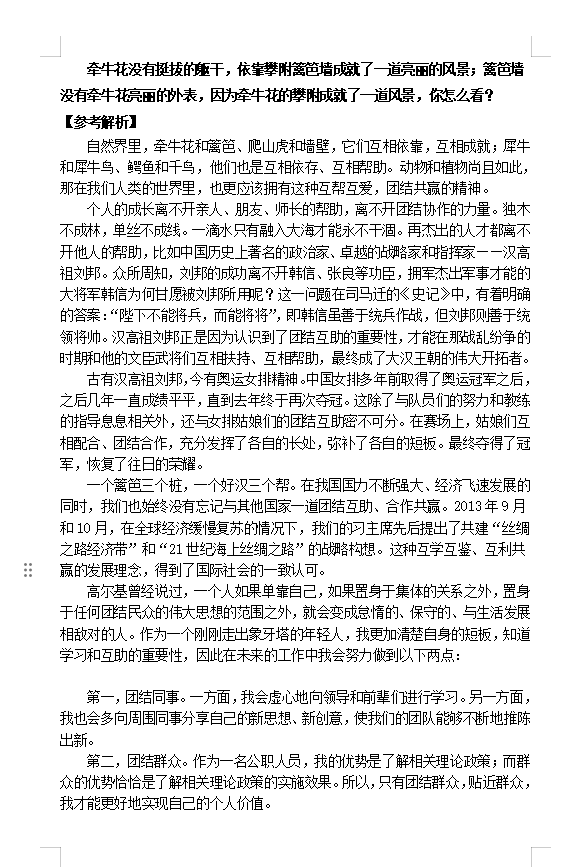 牵牛花没有挺拔的躯干，依靠攀附篱笆墙成就了一道亮丽的风景；篱笆墙
没有牵牛花亮丽的外表，因为牵牛花的攀附成就了一道风景，你怎么看？
【参考解析】
自然界里，牵牛花和篱笆、爬山虎和墙壁，它们互相依靠，互相成就；犀牛
和犀牛鸟、鳄鱼和千鸟，他们也是互相依存、互相帮助。动物和植物尚且如此，
那在我们人类的世界里，也更应该拥有这种互帮互爱，团结共赢的精神。
个人的成长离不开亲人、朋友、师长的帮助，离不开团结协作的力量。独木
不成林，单丝不成线。一滴水只有融入大海才能永不干涸。再杰出的人才都离不
开他人的帮助，比如中国历史上著名的政治家、卓越的战略家和指挥家——汉高
祖刘邦。众所周知，刘邦的成功离不开韩信、张良等功臣，拥军杰出军事才能的
大将军韩信为何甘愿被刘邦所用呢？这一问题在司马迁的《史记》中，有着明确
的答案：“陛下不能将兵，而能将将”，即韩信虽善于统兵作战，但刘邦则善于统
领将帅。汉高祖刘邦正是因为认识到了团结互助的重要性，才能在那战乱纷争的
时期和他的文臣武将们互相扶持、互相帮助，最终成了大汉王朝的伟大开拓者。
古有汉高祖刘邦，今有奥运女排精神。中国女排多年前取得了奥运冠军之后，
之后几年一直成绩平平，直到去年终于再次夺冠。这除了与队员们的努力和教练
的指导息息相关外，还与女排姑娘们的团结互助密不可分。在赛场上，姑娘们互
相配合、团结合作，充分发挥了各自的长处，弥补了各自的短板。最终夺得了冠
军，恢复了往日的荣耀。
一个篱笆三个桩，一个好汉三个帮。在我国国力不断强大、经济飞速发展的
同时，我们也始终没有忘记与其他国家一道团结互助、合作共赢。2013 年 9 月
和 10 月，在全球经济缓慢复苏的情况下，我们的习主席先后提出了共建“丝绸
之路经济带”和“21 世纪海上丝绸之路”的战略构想。这种互学互鉴、互利共
赢的发展理念，得到了国际社会的一致认可。
高尔基曾经说过，一个人如果单靠自己，如果置身于集体的关系之外，置身
于任何团结民众的伟大思想的范围之外，就会变成怠惰的、保守的、与生活发展
相敌对的人。作为一个刚刚走出象牙塔的年轻人，我更加清楚自身的短板，知道
学习和互助的重要性，因此在未来的工作中我会努力做到以下两点：
第一，团结同事。一方面，我会虚心地向领导和前辈们进行学习。另一方面，
我也会多向周围同事分享自己的新思想、新创意，使我们的团队能够不断地推陈
出新。
第二，团结群众。作为一名公职人员，我的优势是了解相关理论政策；而群
众的优势恰恰是了解相关理论政策的实施效果。所以，只有团结群众，贴近群众，
我才能更好地实现自己的个人价值。